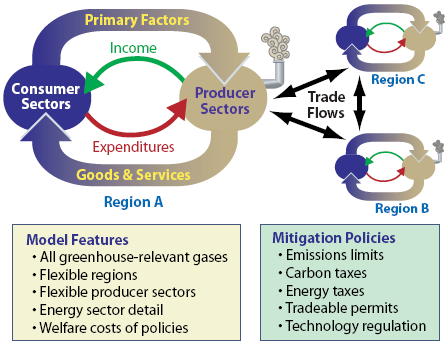 Primary Factors
Income
Consumer
Sectors
Producer
Sectors
Expenditures
Goods & Services
Region A
Trade
Flows
Region C
Region B
Model Features
• All greenhouse-relevant gases
• Flexible regions
• Flexible producer sectors
• Energy sector detail
• Welfare costs of policies
Mitigation Policies
• Emissions limits
• Carbon taxes
• Energy taxes
• Tradeable permits
• Technology regulation